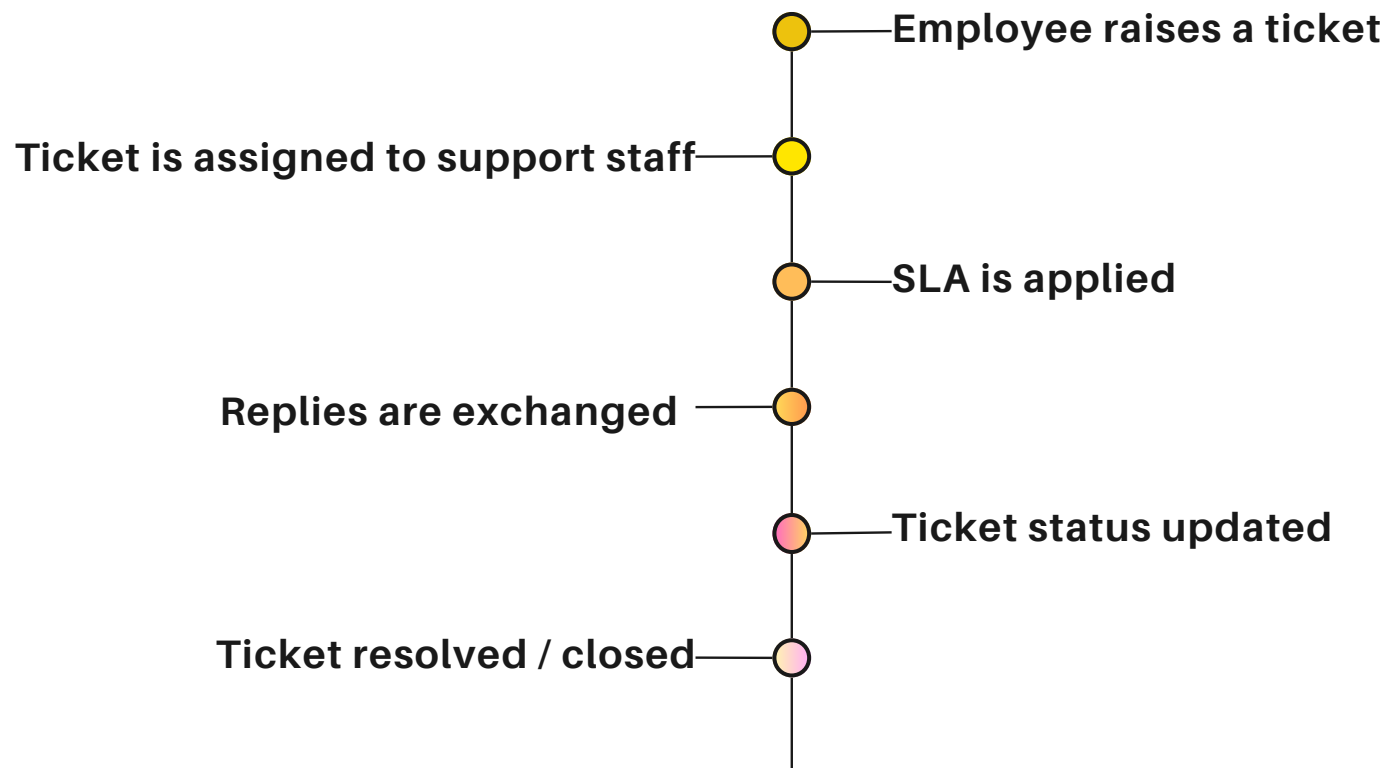 Employee raises a ticket
Ticket is assigned to support staff
SLA is applied
Replies are exchanged
Ticket status updated
Ticket resolved / closed